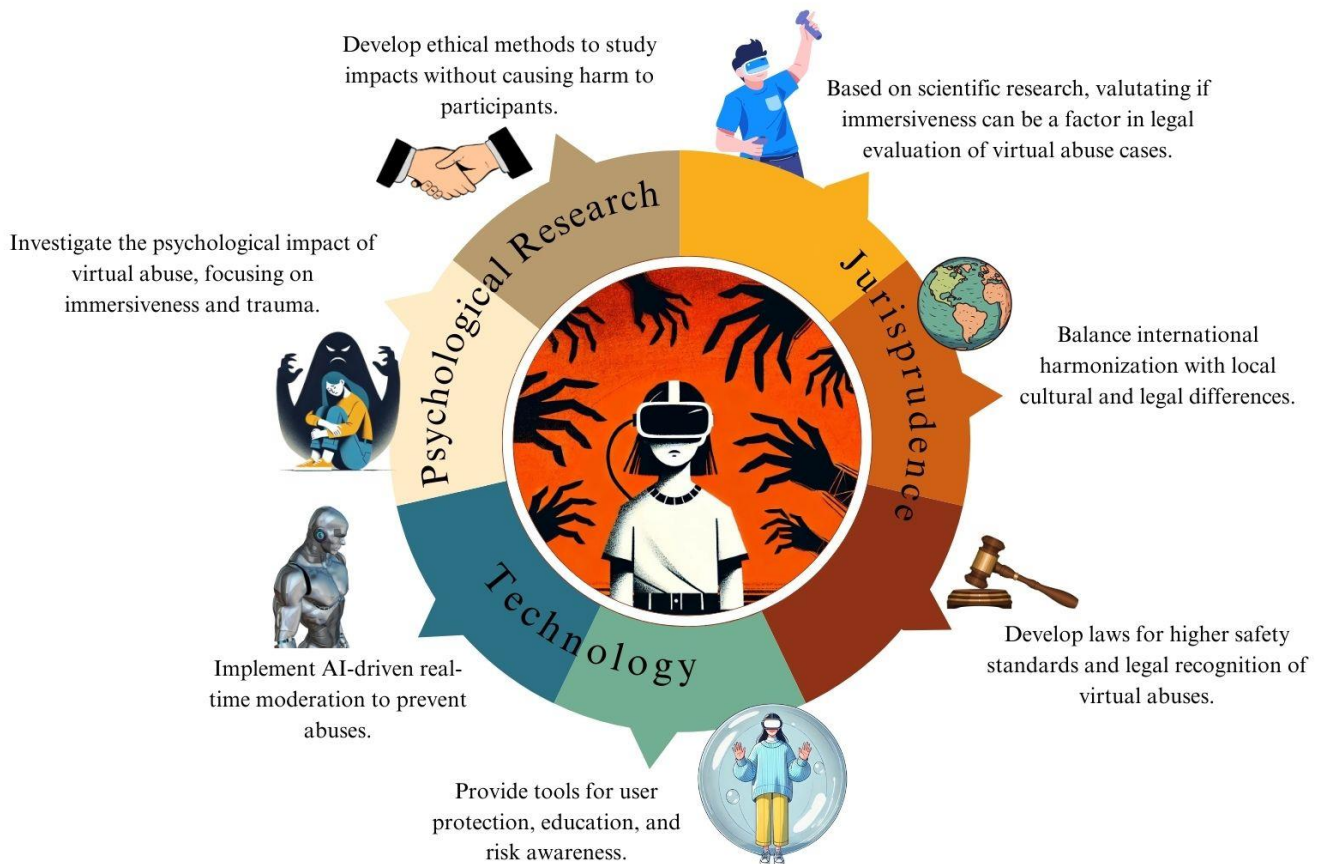 Develop ethical methods to study
impacts without causing harm to
participants.
Based on scientific research, valutating if
immersiveness can be a factor in legal
evaluation of virtual abuse cases.
Investigate the psychological impact of
virtual abuse, focusing on
immersiveness and trauma.
Psychological Research
Jurisprudence
Balance international
harmonization with local
cultural and legal differences.
Technology
Implement AI-driven real-
time moderation to prevent
abuses.
Develop laws for higher safety
standards and legal recognition of
virtual abuses.
Provide tools for user
protection, education, and
risk awareness.